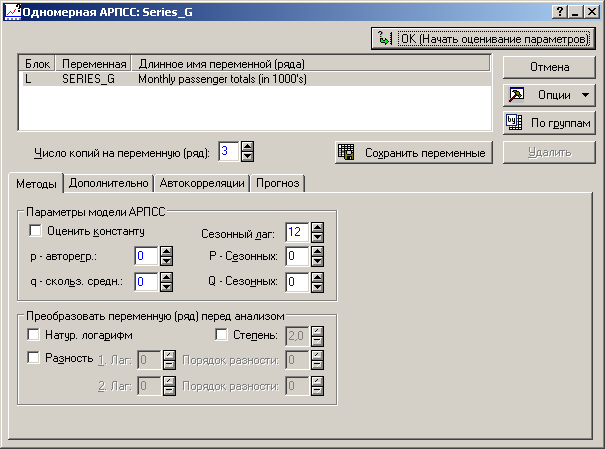 Одномерная АРПСС: Series_G
OK (Начать оценивание параметров)
Блок Переменная Длинное имя переменной (ряда)
L SERIES_G Monthly passenger totals (in 1000's)
Отмена
Опции
По группам
Число копий на переменную (ряд): 3
Сохранить переменные
Удалить
Методы Дополнительно Автокорреляции Прогноз
Параметры модели АРПСС
Оценить константу Сезонный лаг: 12
p - авторегр.: 0 P - Сезонных: 0
q - скольз. средн.: 0 Q - Сезонных: 0
Преобразовать переменную (ряд) перед анализом
Натур. логарифм Степень: 2,0
Разность 1. Лаг: 0 Порядок разности: 0
2. Лаг: 0 Порядок разности: 0